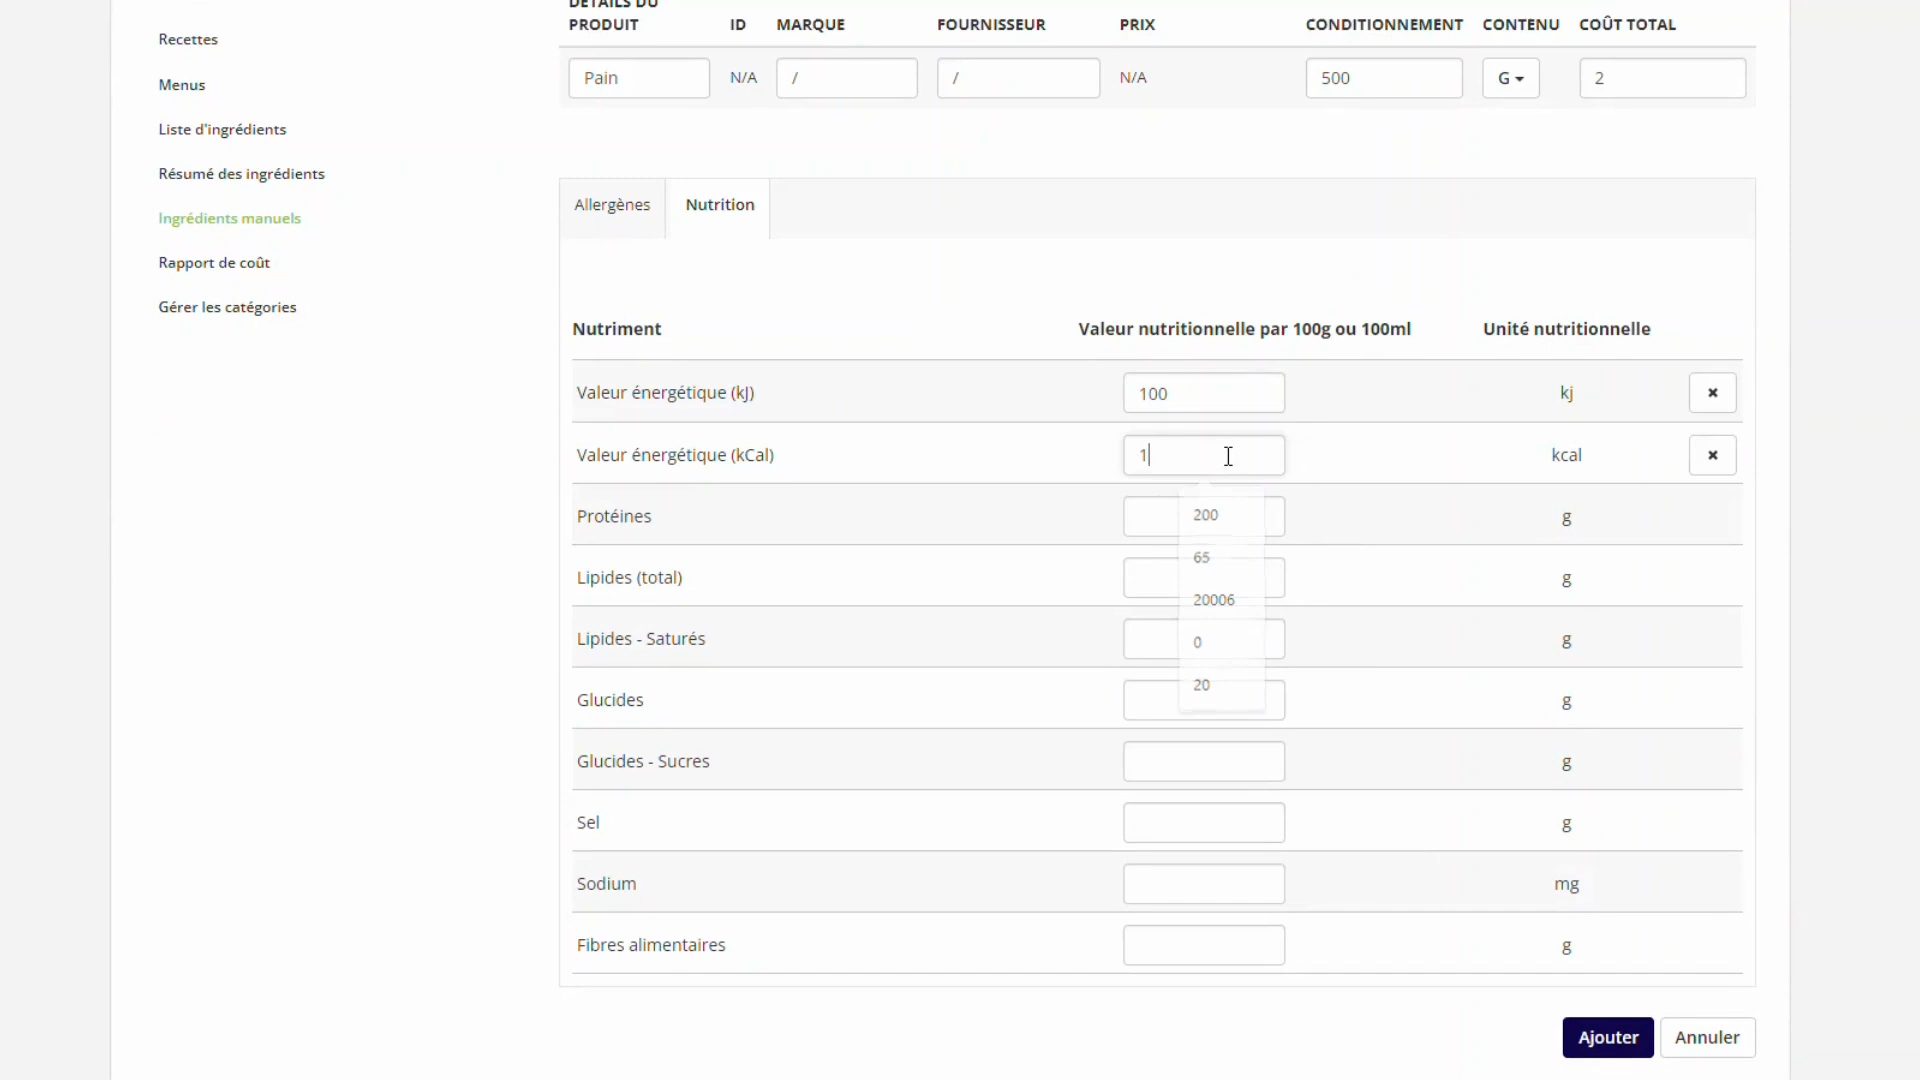 DÉTAILS DU
PRODUIT ID MARQUE FOURNISSEUR PRIX CONDITIONNEMENT CONTENU COÛT TOTAL
Pain N/A / / N/A 500 G 2
Recettes
Menus
Liste d'ingrédients
Résumé des ingrédients
Ingrédients manuels
Rapport de coût
Gérer les catégories
Allergènes Nutrition
Nutriment Valeur nutritionnelle par 100g ou 100ml Unité nutritionnelle
Valeur énergétique (kJ) 100 kj
Valeur énergétique (kCal) 1 kcal
Protéines 200 g
65
Lipides (total) g
20006
Lipides - Saturés 0 g
20
Glucides g
Glucides - Sucres g
Sel g
Sodium mg
Fibres alimentaires g
Ajouter Annuler